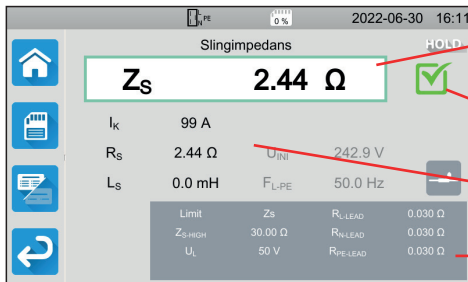 L N PE 0 % 2022-06-30 16:11
Slingimpedans HOLD
ZS 2.44 Ω
IK 99 A
RS 2.44 Ω UINI 242.9 V
LS 0.0 mH FL-PE 50.0 Hz
Limit Zs RL-LEAD 0.030 Ω
ZS-HIGH 30.00 Ω RN-LEAD 0.030 Ω
UL 50 V RPE-LEAD 0.030 Ω